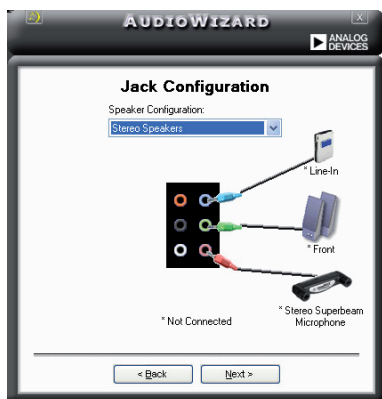 AUDIOWIZARD
X
ANALOG
DEVICES
Jack Configuration
Speaker Configuration:
Stereo Speakers
* Line-In
* Front
* Stereo Superbeam
Microphone
* Not Connected
< Back
Next >